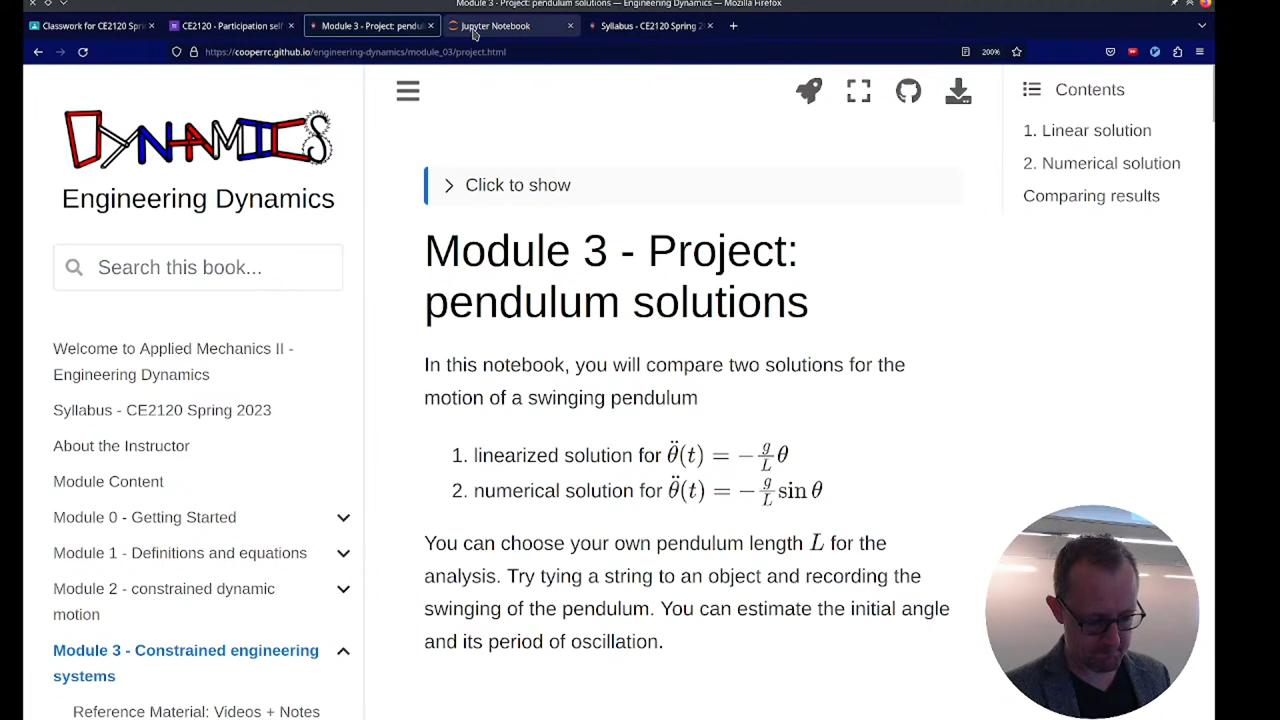 Module 3 - Project: pendulum solutions — Engineering Dynamics — Mozilla Firefox
Classwork for CE2120 Spri
CE2120 - Participation self
Module 3 - Project: pendul
Jupyter Notebook
Syllabus - CE2120 Spring 2
https://cooperrc.github.io/engineering-dynamics/module_03/project.html
200%
DYNAMICS
Engineering Dynamics
Search this book...
Welcome to Applied Mechanics II -
Engineering Dynamics
Syllabus - CE2120 Spring 2023
About the Instructor
Module Content
Module 0 - Getting Started
Module 1 - Definitions and equations
Module 2 - constrained dynamic
motion
Module 3 - Constrained engineering
systems
Reference Material: Videos + Notes
Click to show
Module 3 - Project:
pendulum solutions
In this notebook, you will compare two solutions for the
motion of a swinging pendulum
1. linearized solution for θ̈(t) = −g/L θ
2. numerical solution for θ̈(t) = −g/L sin θ
You can choose your own pendulum length L for the
analysis. Try tying a string to an object and recording the
swinging of the pendulum. You can estimate the initial angle
and its period of oscillation.
Contents
1. Linear solution
2. Numerical solution
Comparing results